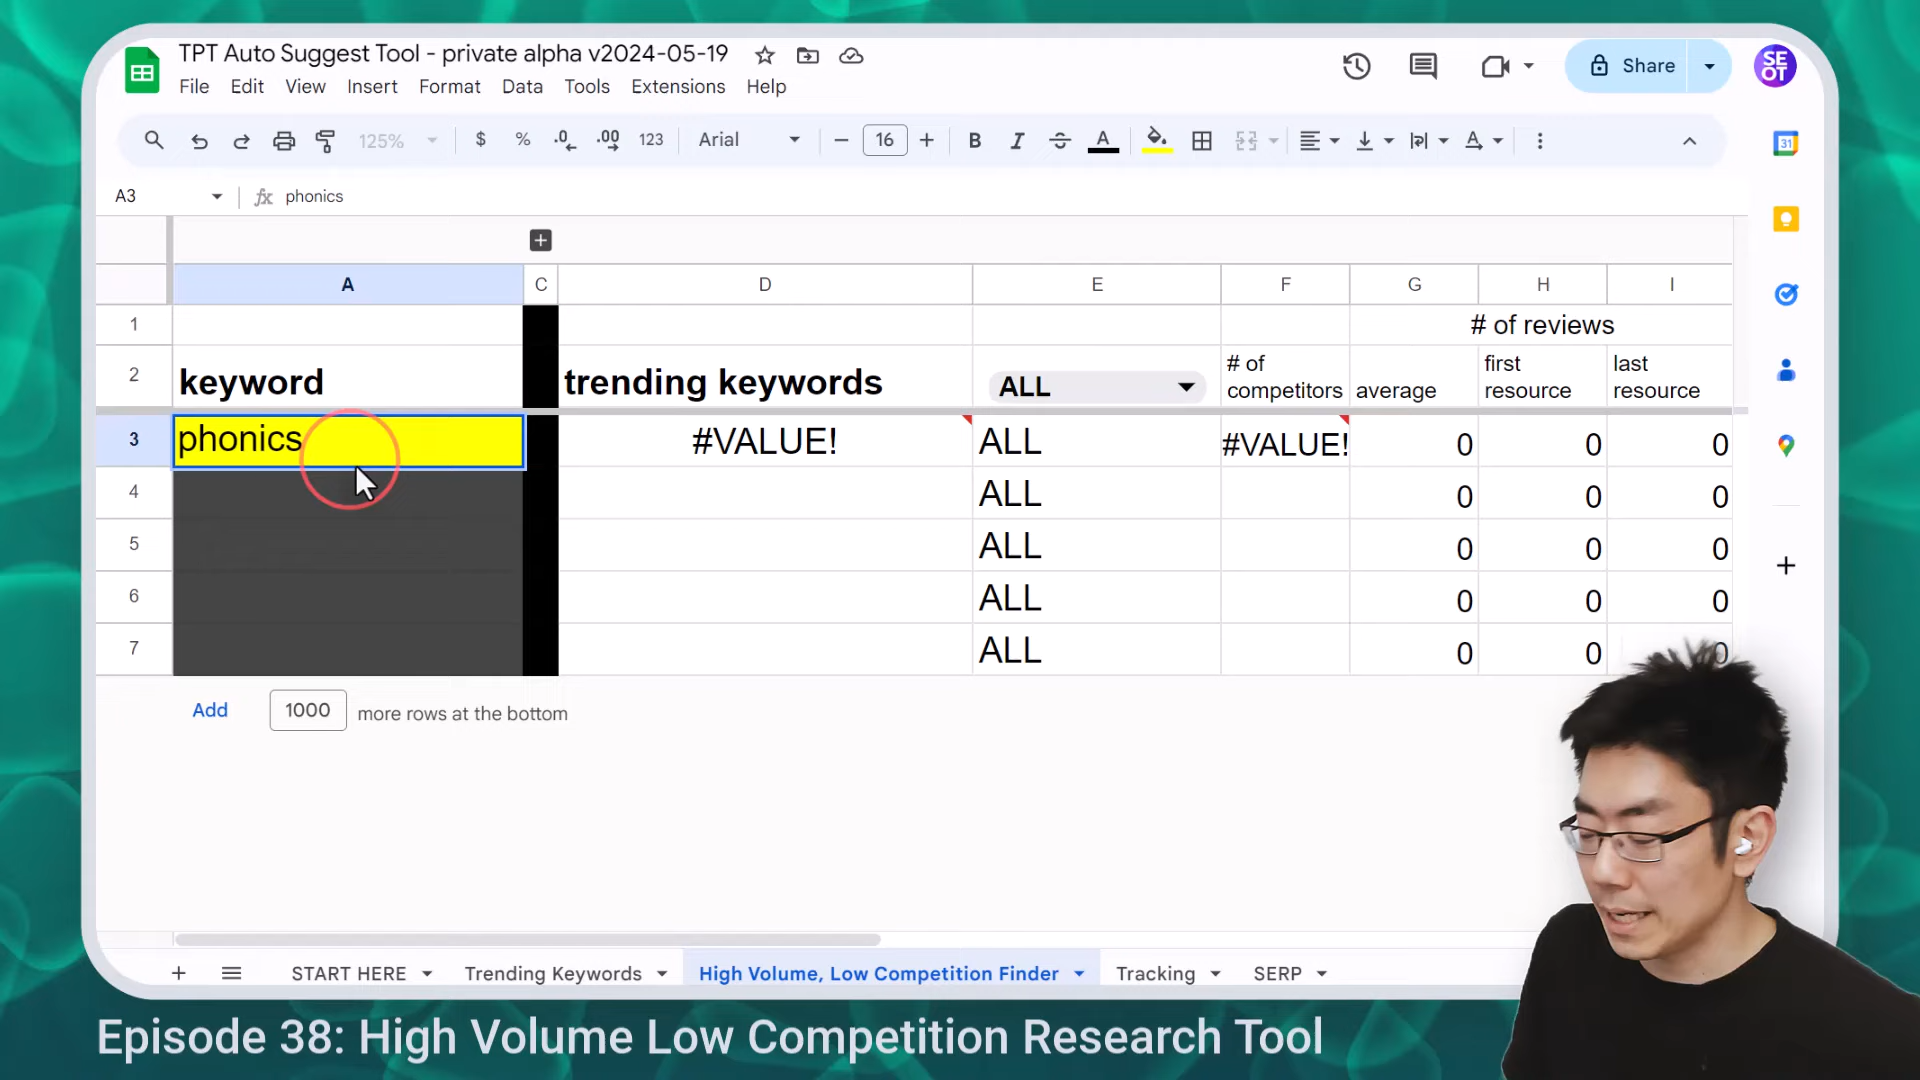 TPT Auto Suggest Tool - private alpha v2024-05-19
File Edit View Insert Format Data Tools Extensions Help
Share
SE
OT
125% $ % .0 .00 123 Arial 16 B I A
31
A3 fx phonics
A C D E F G H I
1 # of reviews
2 keyword trending keywords ALL # of competitors average first resource last resource
3 phonics #VALUE! ALL #VALUE! 0 0 0
4 ALL 0 0 0
5 ALL 0 0 0
6 ALL 0 0 0
7 ALL 0 0 0
Add 1000 more rows at the bottom
START HERE Trending Keywords High Volume, Low Competition Finder Tracking SERP
Episode 38: High Volume Low Competition Research Tool